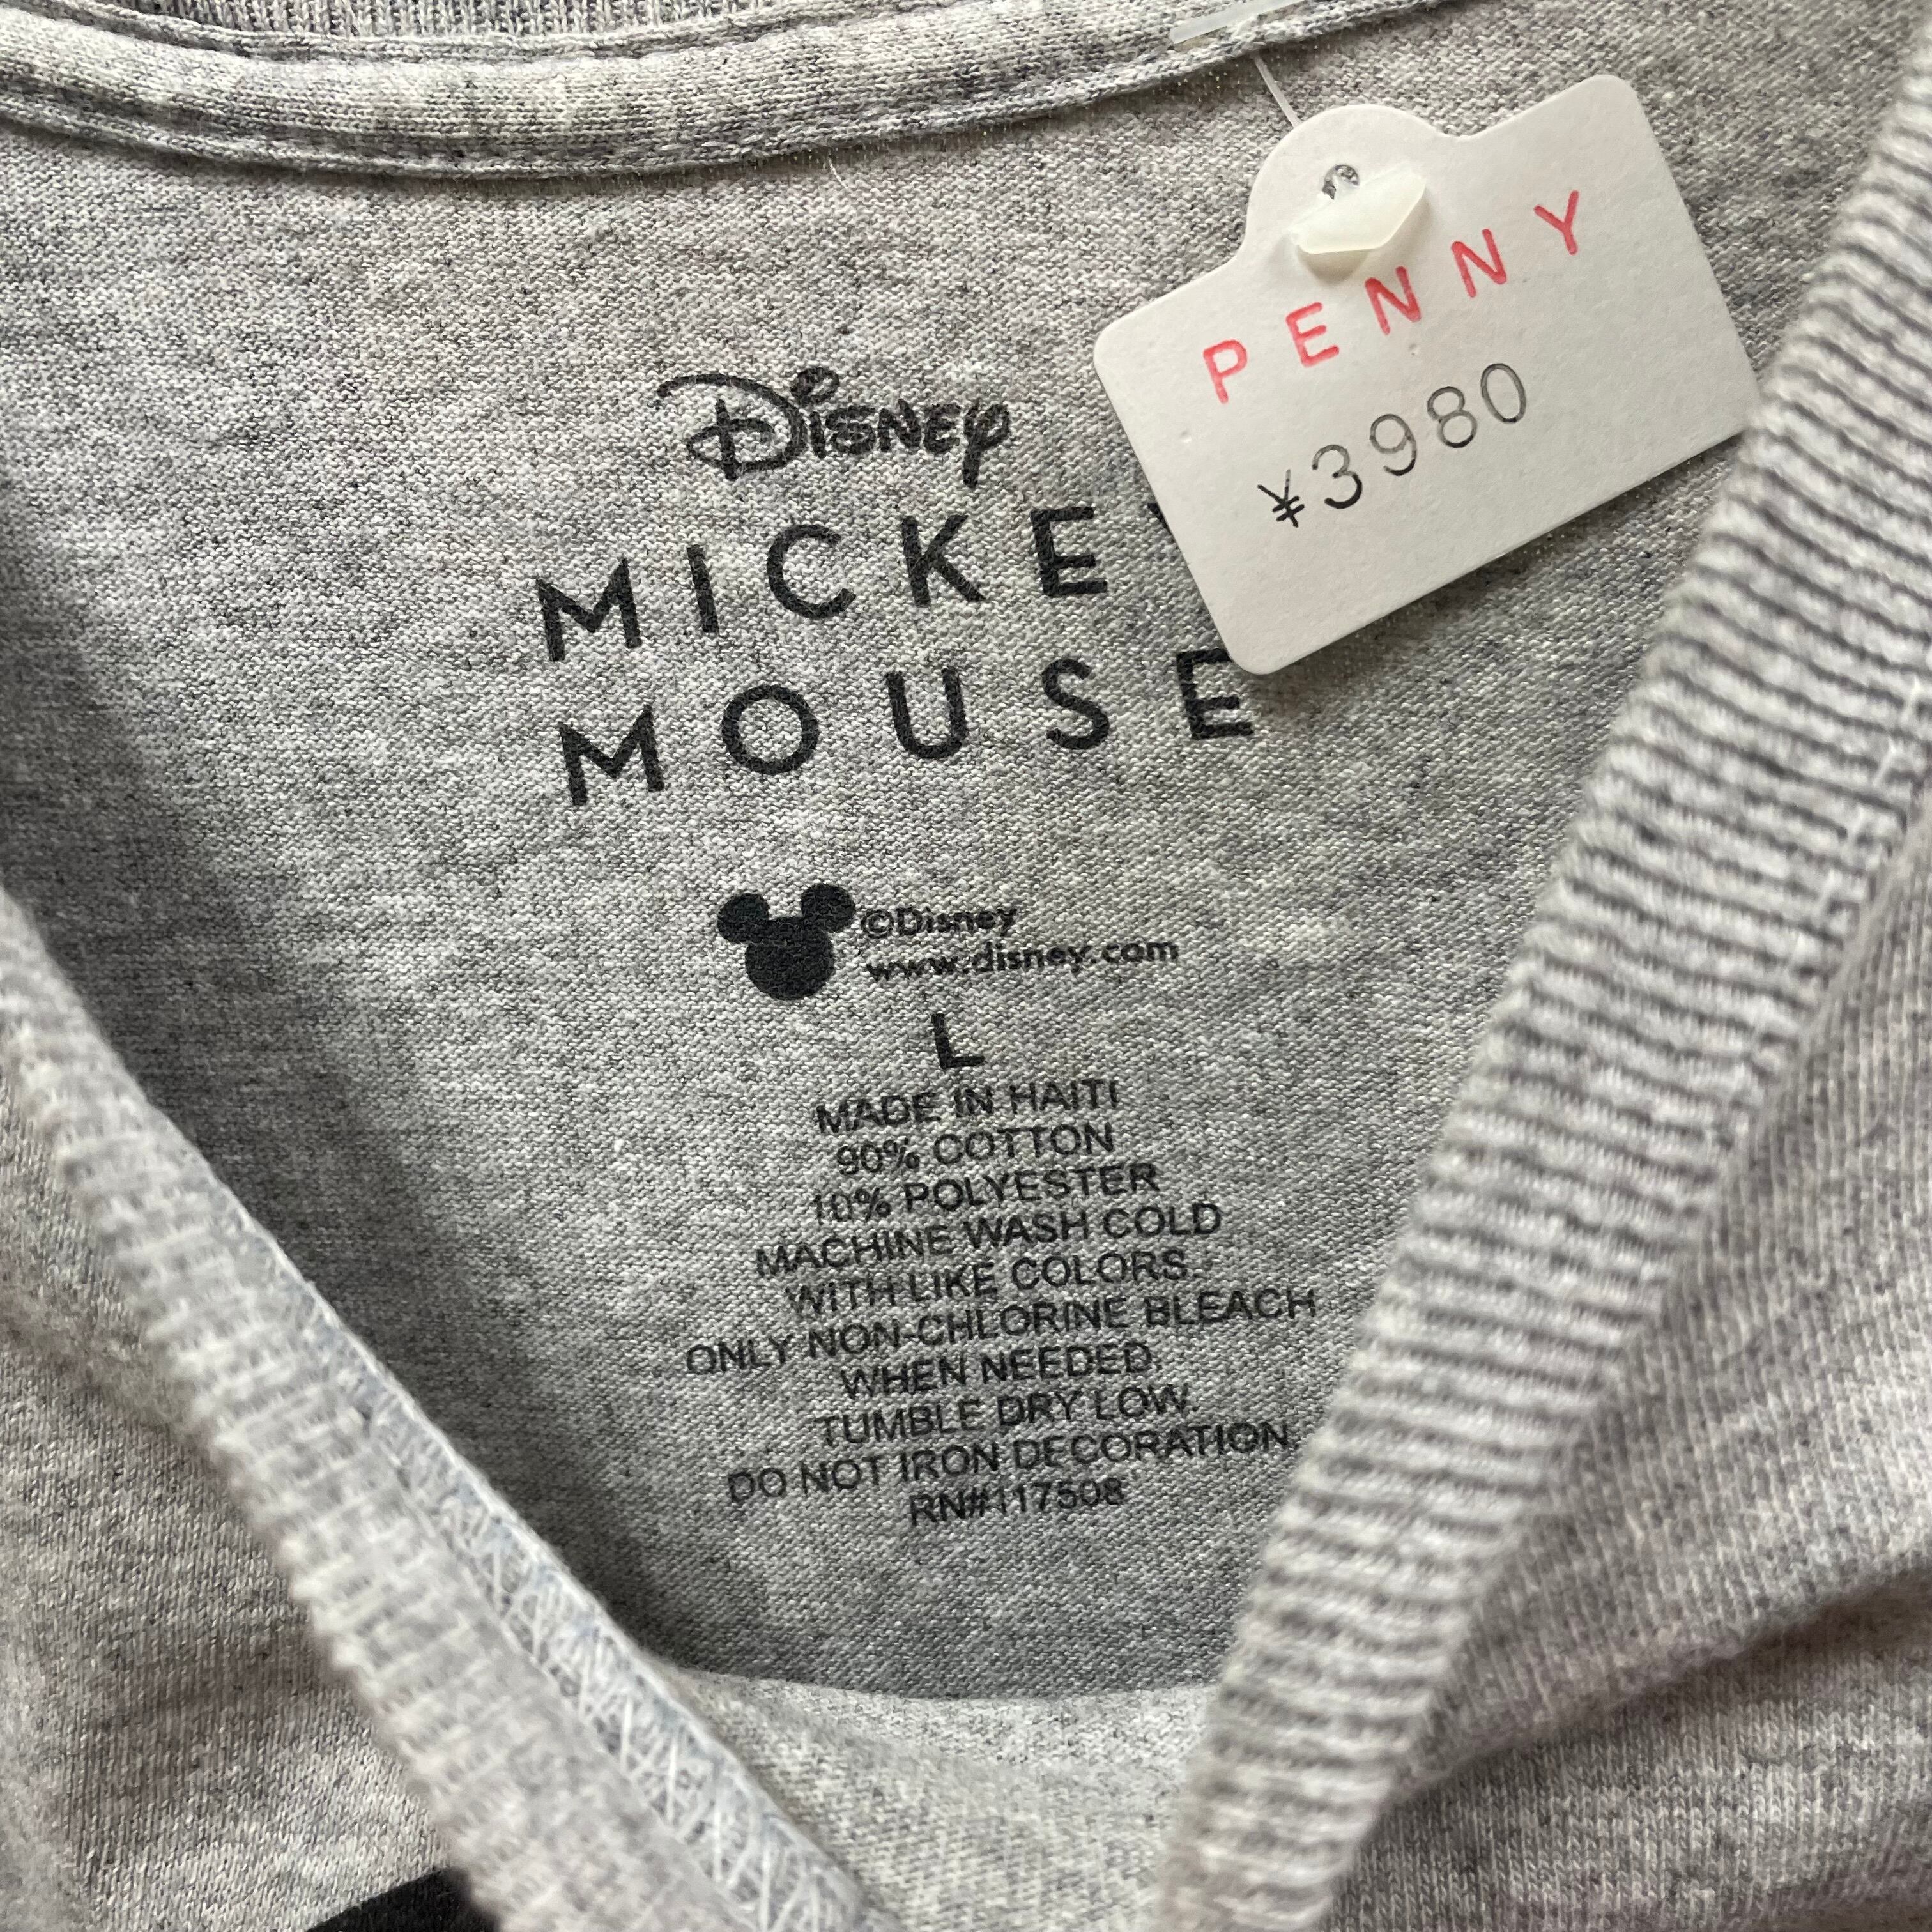 PENNY
¥3980
Disney
MICKEY
MOUSE
©Disney
www.disney.com
L
MADE IN HAITI
90% COTTON
10% POLYESTER
MACHINE WASH COLD
WITH LIKE COLORS.
ONLY NON-CHLORINE BLEACH
WHEN NEEDED.
TUMBLE DRY LOW.
DO NOT IRON DECORATION.
RN#117508